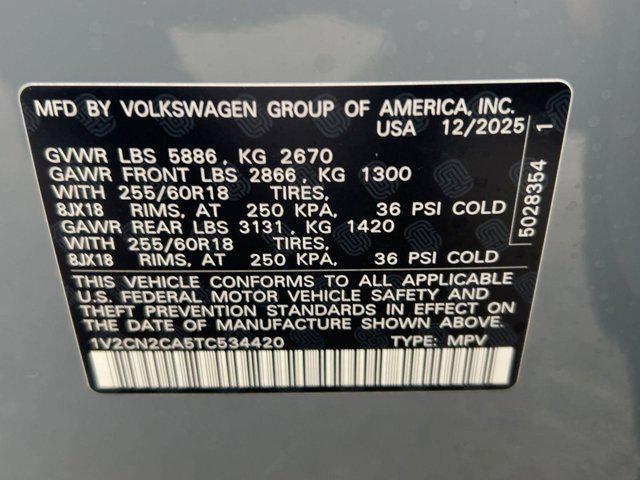 MFD BY VOLKSWAGEN GROUP OF AMERICA, INC.
USA 12/2025
GVWR LBS 5886, KG 2670
GAWR FRONT LBS 2866, KG 1300
WITH 255/60R18 TIRES,
8JX18 RIMS, AT 250 KPA, 36 PSI COLD
GAWR REAR LBS 3131, KG 1420
WITH 255/60R18 TIRES,
8JX18 RIMS, AT 250 KPA, 36 PSI COLD
THIS VEHICLE CONFORMS TO ALL APPLICABLE
U.S. FEDERAL MOTOR VEHICLE SAFETY AND
THEFT PREVENTION STANDARDS IN EFFECT ON
THE DATE OF MANUFACTURE SHOWN ABOVE.
1V2CN2CA5TC534420 TYPE: MPV
5028354 1